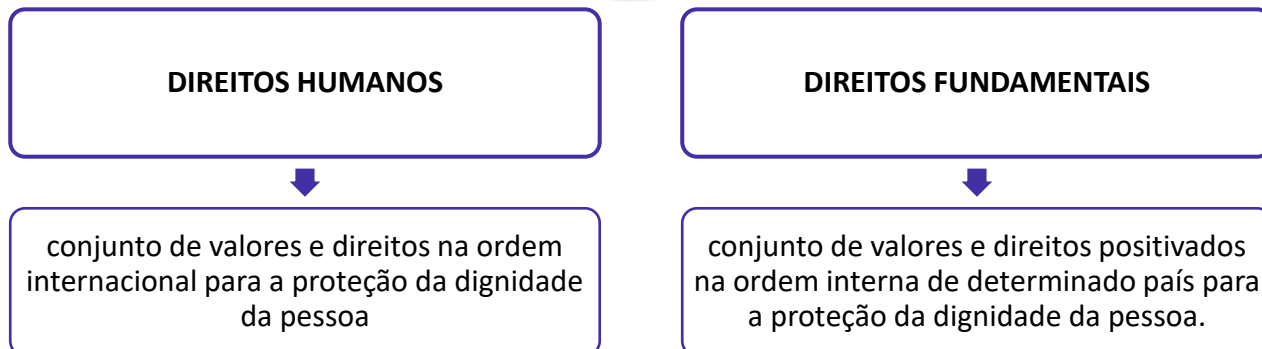 DIREITOS HUMANOS
conjunto de valores e direitos na ordem
internacional para a proteção da dignidade
da pessoa
DIREITOS FUNDAMENTAIS
conjunto de valores e direitos positivados
na ordem interna de determinado país para
a proteção da dignidade da pessoa.